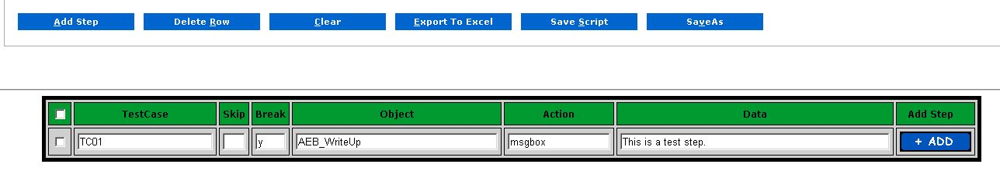 Add Step Delete Row Clear Export To Excel Save Script SaveAs
TestCase Skip Break Object Action Data Add Step
TC01 y AEB_WriteUp msgbox This is a test step. + ADD